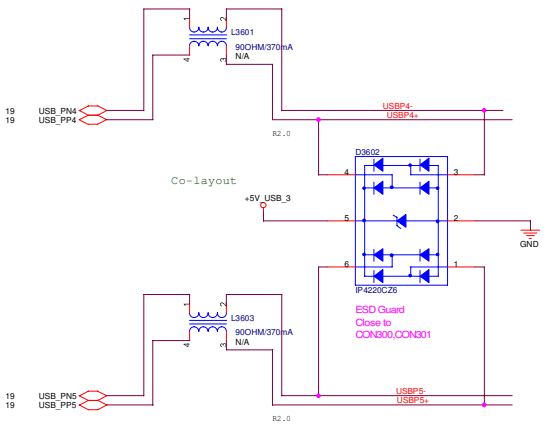 1
2
L3601
90OHM/370mA
N/A
4
3
19 USB_PN4
19 USB_PP4
USBP4-
USBP4+
R2.0
D3602
Co-layout
4
3
+5V_USB_3
5
2
GND
6
1
IP4220CZ6
ESD Guard
Close to
CON300,CON301
1
2
L3603
90OHM/370mA
N/A
4
3
19 USB_PN5
19 USB_PP5
USBP5-
USBP5+
R2.0